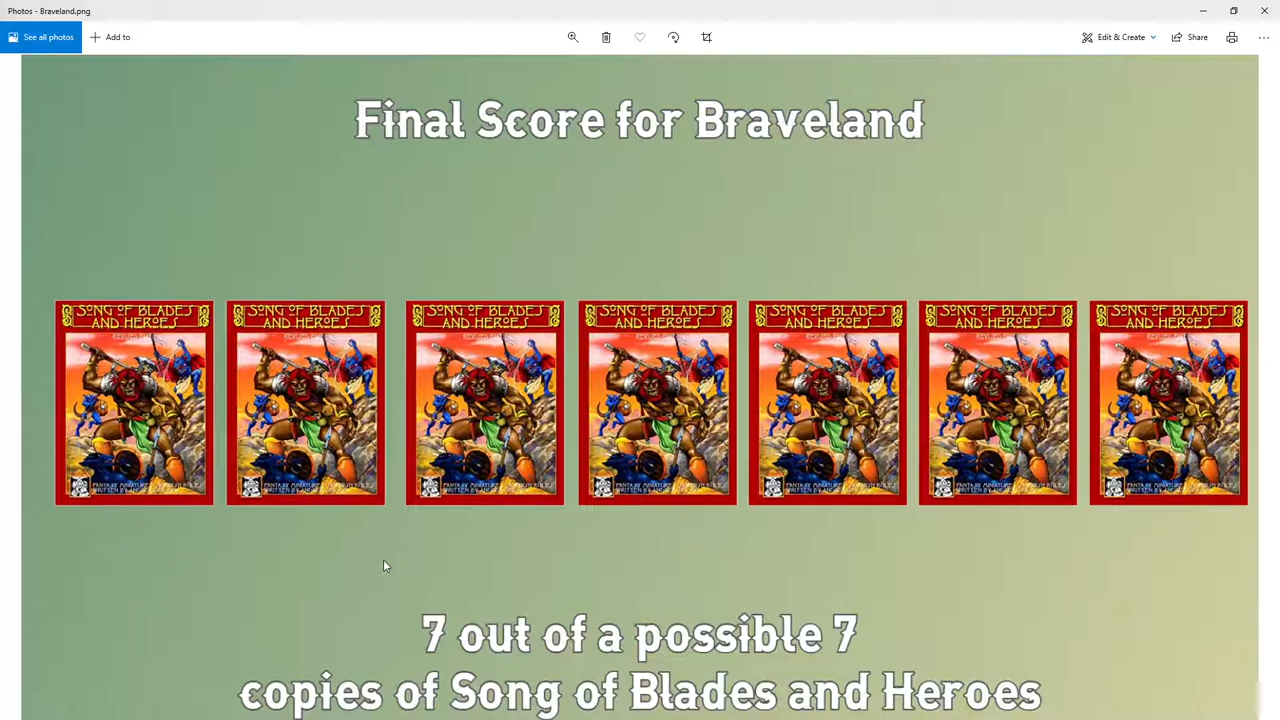 Photos - Braveland.png
See all photos
Add to
Edit & Create
Share
Final Score for Braveland
SONG OF BLADES
AND HEROES
SONG OF BLADES
AND HEROES
SONG OF BLADES
AND HEROES
SONG OF BLADES
AND HEROES
SONG OF BLADES
AND HEROES
SONG OF BLADES
AND HEROES
SONG OF BLADES
AND HEROES
7 out of a possible 7
copies of Song of Blades and Heroes